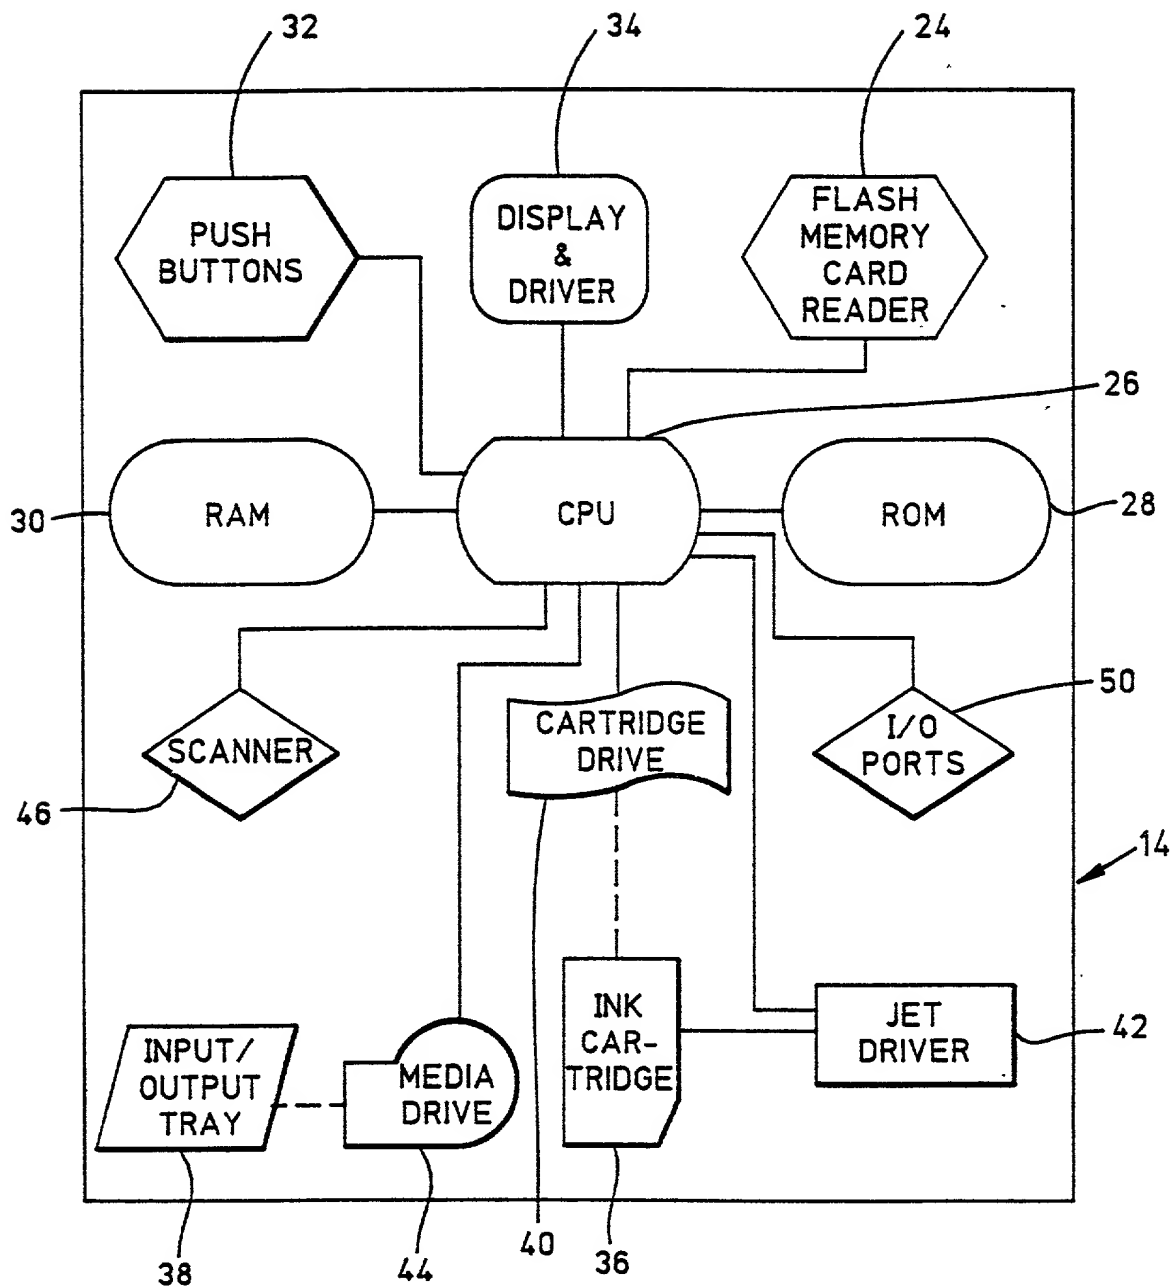 32
34
24
PUSH
BUTTONS
DISPLAY
&
DRIVER
FLASH
MEMORY
CARD
READER
26
30
RAM
CPU
ROM
28
50
SCANNER
CARTRIDGE
DRIVE
I/O
PORTS
46
14
INK
CAR-
TRIDGE
JET
DRIVER
42
INPUT/
OUTPUT
TRAY
MEDIA
DRIVE
38
44
40
36